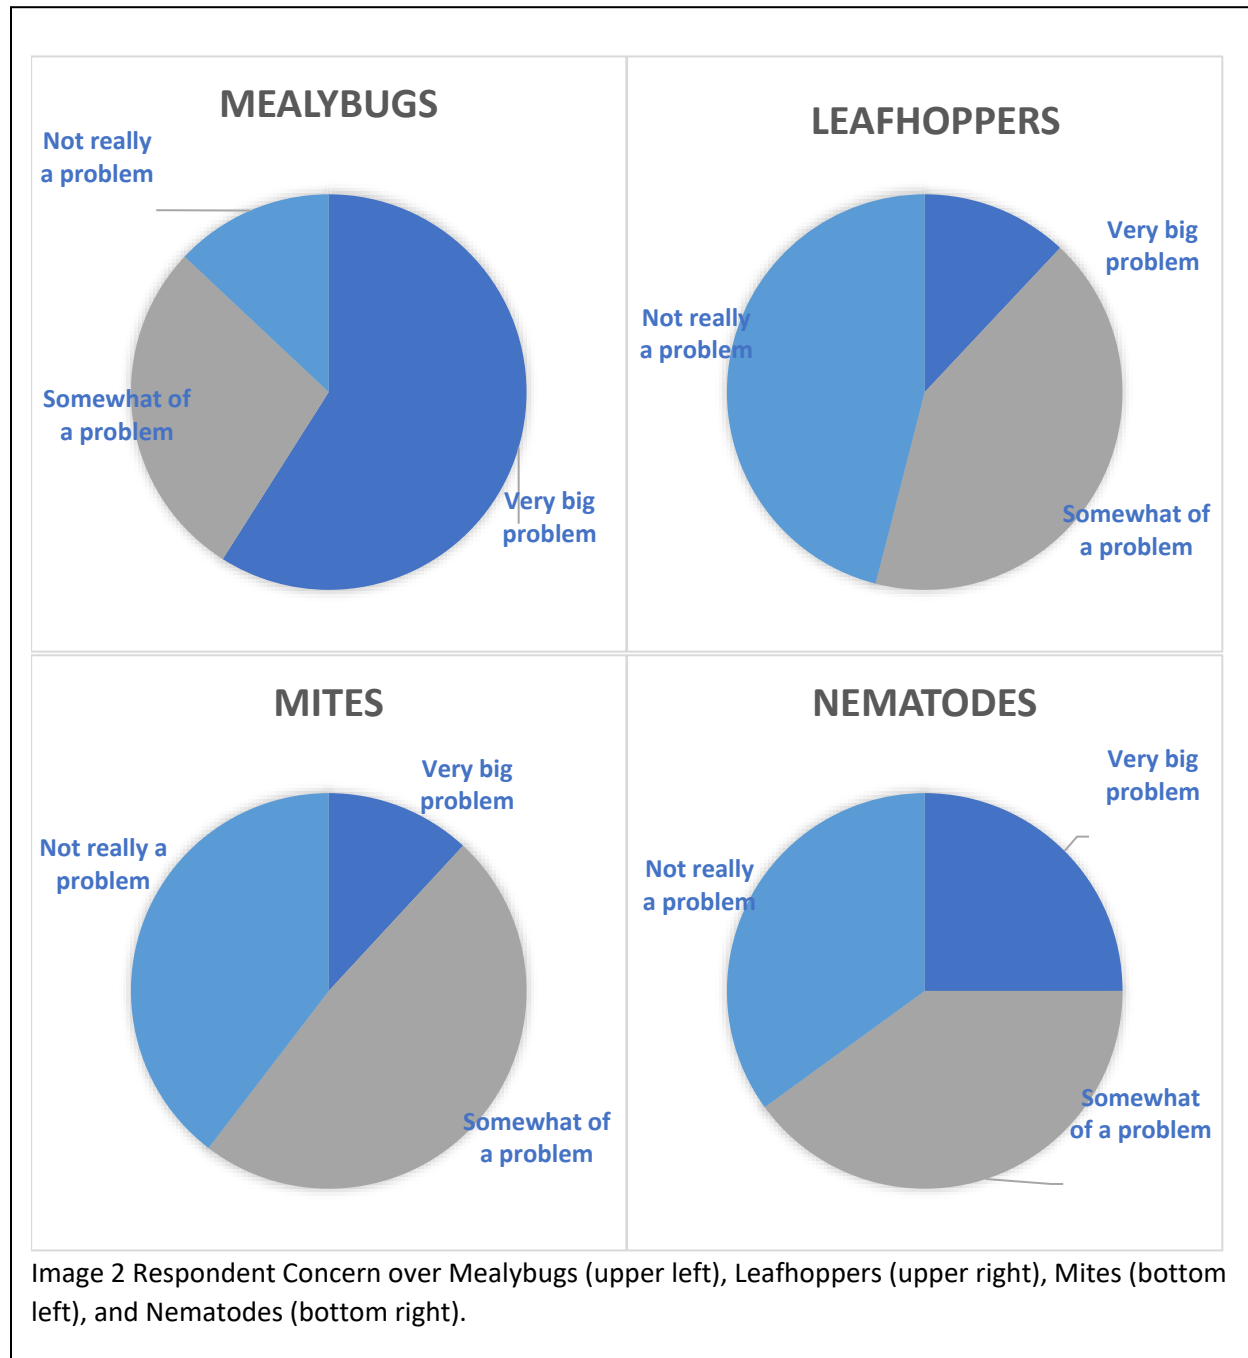 MEALYBUGS
Not really
a problem
Somewhat of
a problem
Very big
problem
LEAFHOPPERS
Very big
problem
Not really
a problem
Somewhat of
a problem
MITES
Very big
problem
Not really a
problem
Somewhat of
a problem
NEMATODES
Very big
problem
Not really
a problem
Somewhat
of a problem
Image 2 Respondent Concern over Mealybugs (upper left), Leafhoppers (upper right), Mites (bottom
left), and Nematodes (bottom right).